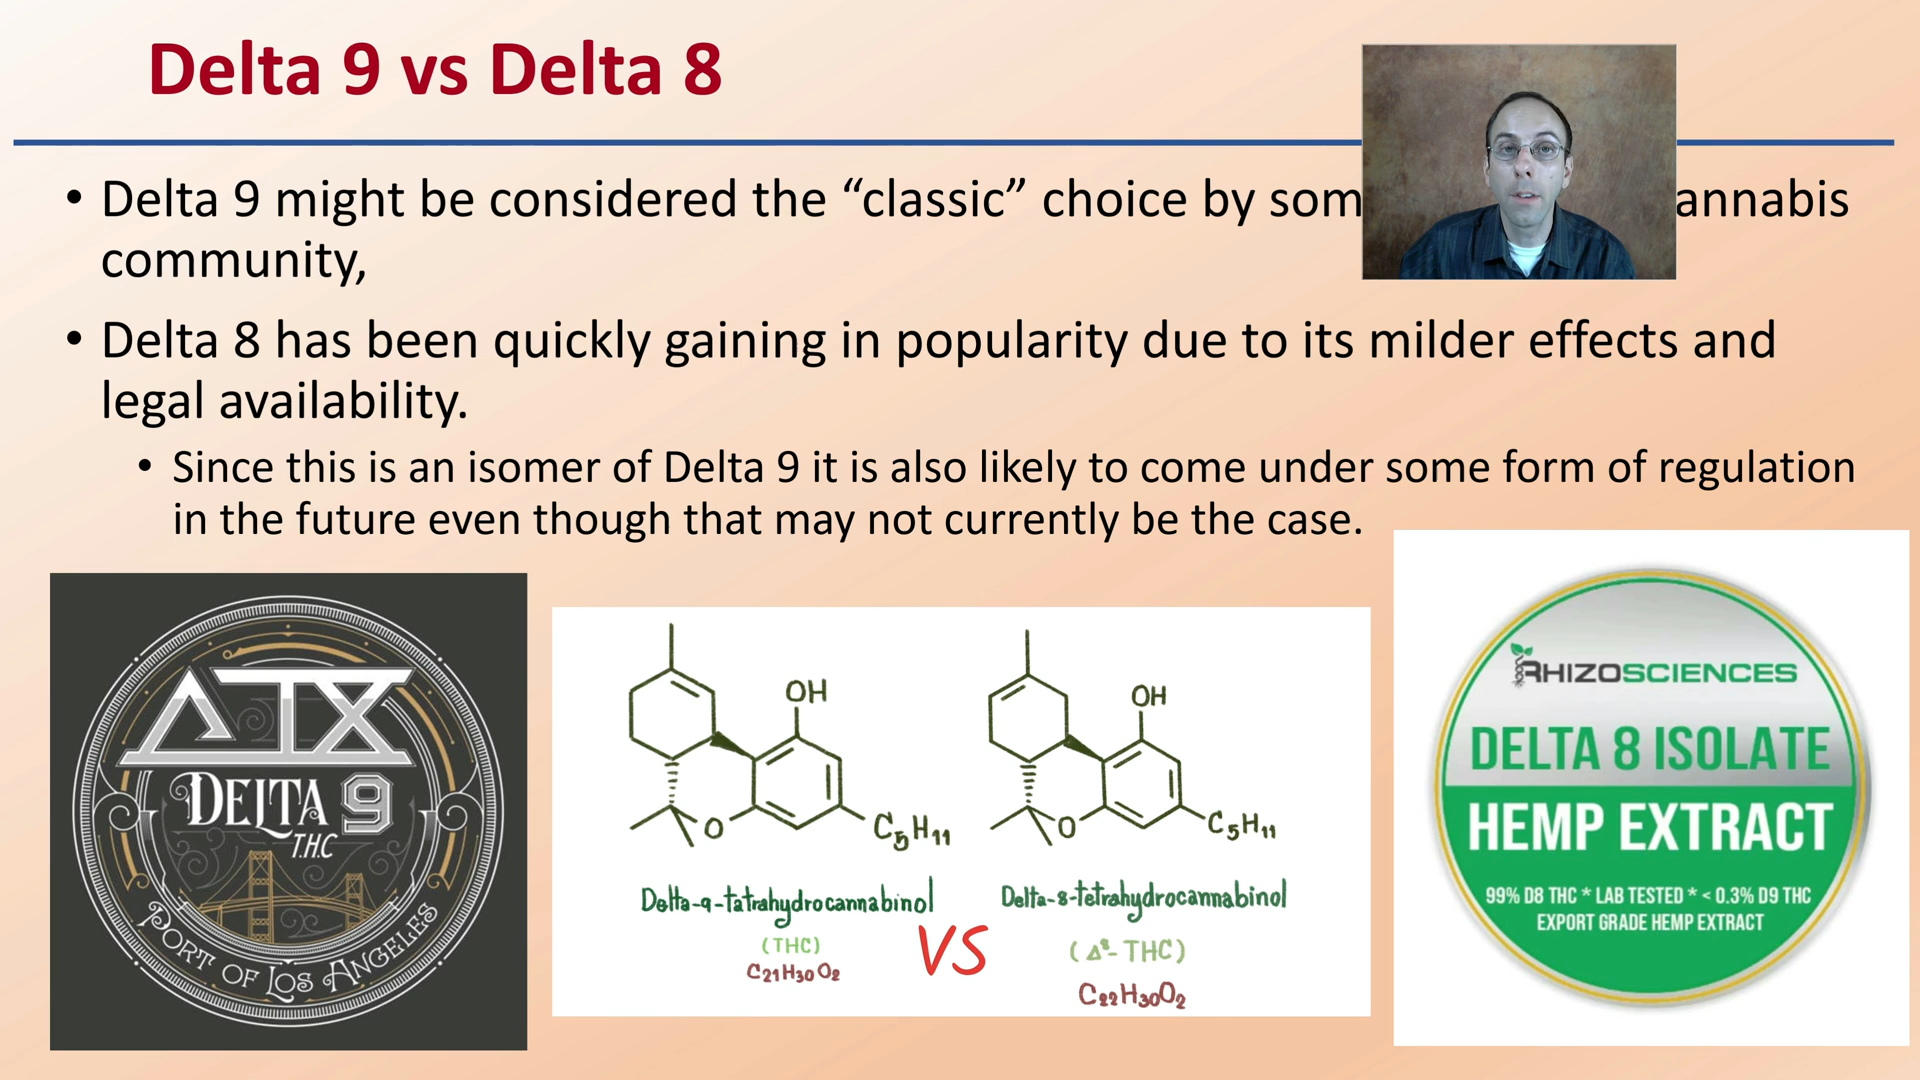 Delta 9 vs Delta 8
• Delta 9 might be considered the “classic” choice by som annabis
community,
• Delta 8 has been quickly gaining in popularity due to its milder effects and
legal availability.
• Since this is an isomer of Delta 9 it is also likely to come under some form of regulation
in the future even though that may not currently be the case.
ΔTX
DELTA 9
T.H.C
PORT OF LOS ANGELES
OH
O
C5H11
Delta-9-tatrahydrocannabinol
(THC)
C21H30O2
VS
OH
O
C5H11
Delta-8-tetrahydrocannabinol
(Δ8-THC)
C22H30O2
RHIZOSCIENCES
DELTA 8 ISOLATE
HEMP EXTRACT
99% D8 THC * LAB TESTED * < 0.3% D9 THC
EXPORT GRADE HEMP EXTRACT